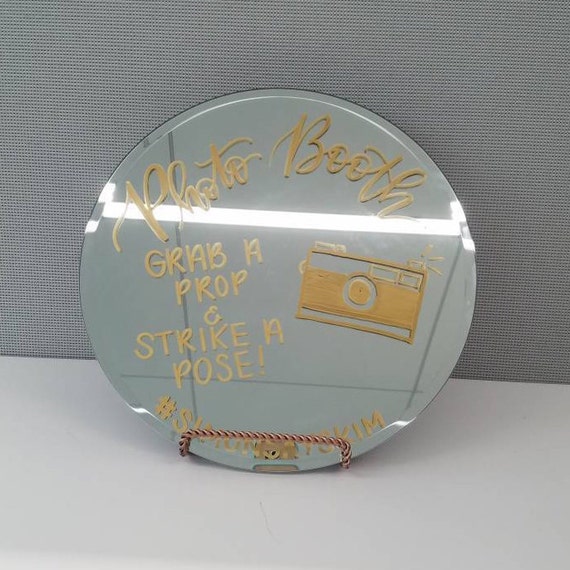 Photo Booth
GRAB A
PROP
&
STRIKE A
POSE!